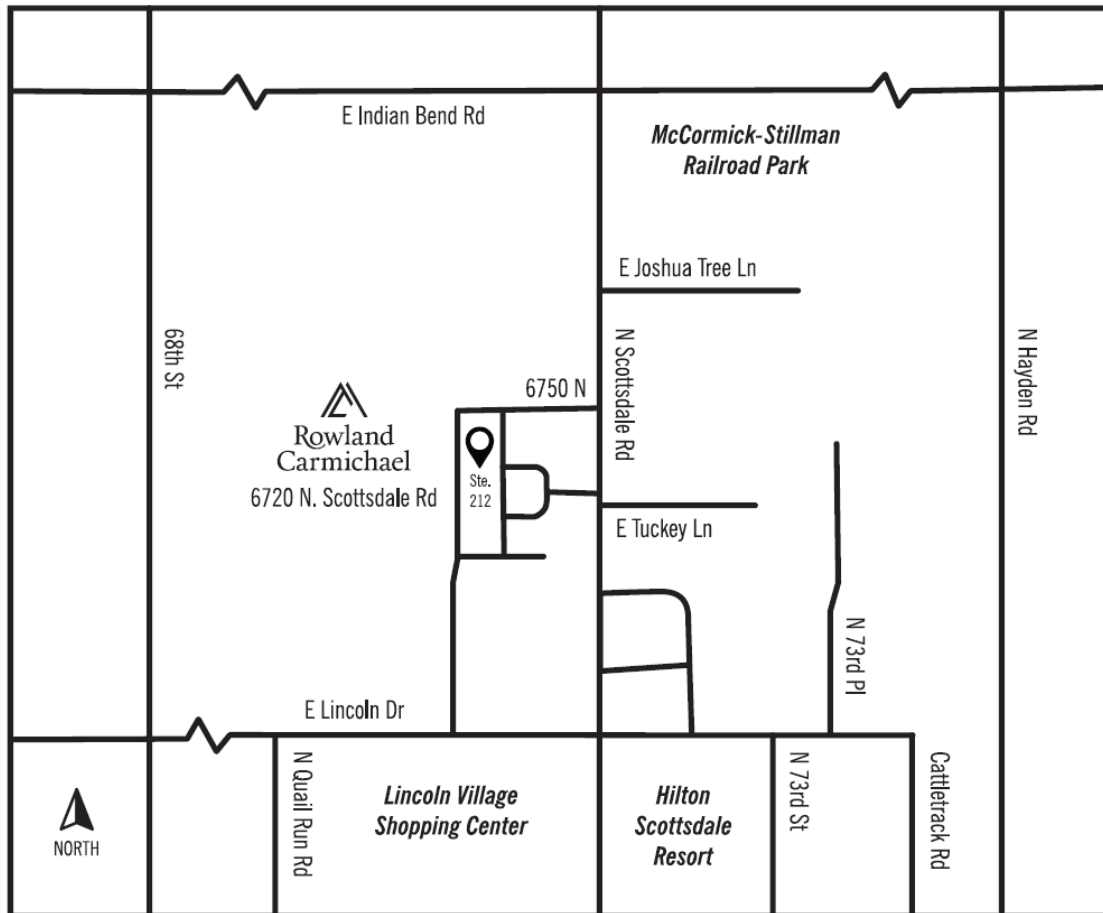 E Indian Bend Rd
McCormick-Stillman
Railroad Park
E Joshua Tree Ln
68th St
N Scottsdale Rd
N Hayden Rd
6750 N
Rowland
Carmichael
6720 N. Scottsdale Rd
Ste.
212
E Tuckey Ln
N 73rd Pl
E Lincoln Dr
N Quail Run Rd
Lincoln Village
Shopping Center
Hilton
Scottsdale
Resort
N 73rd St
Cattletrack Rd
NORTH